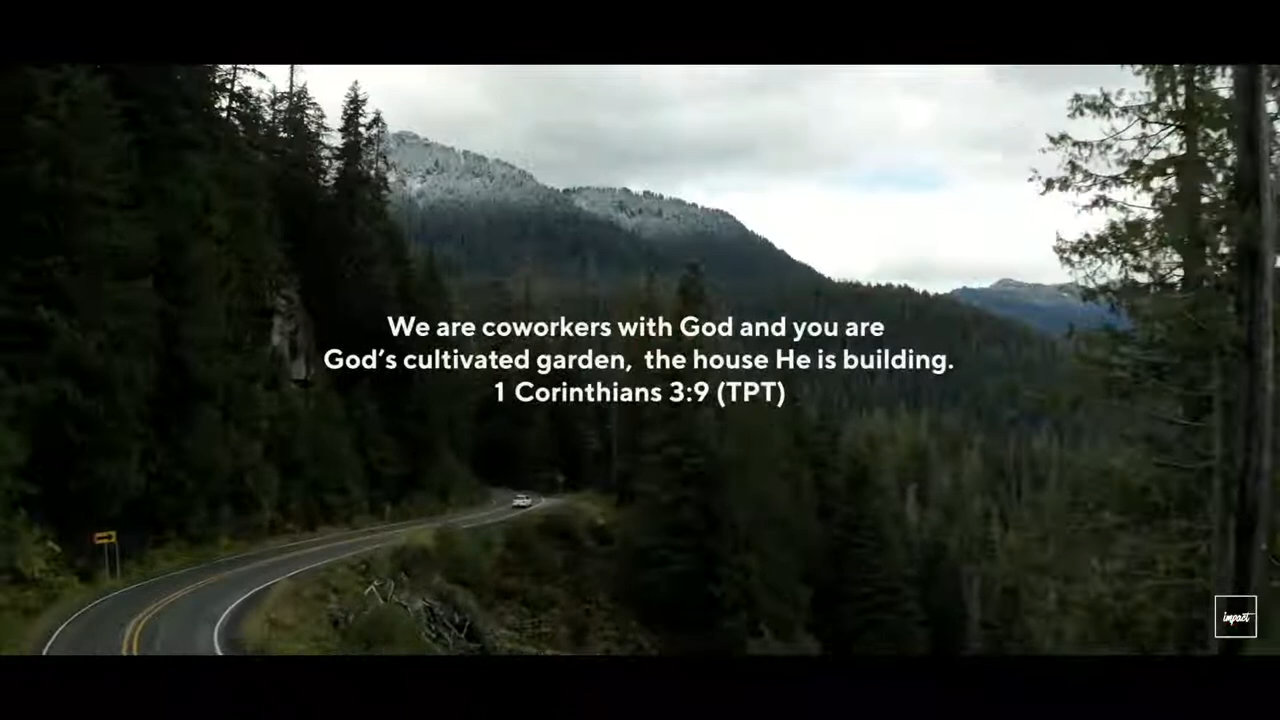 We are coworkers with God and you are
God's cultivated garden,  the house He is building.
1 Corinthians 3:9 (TPT)
impact